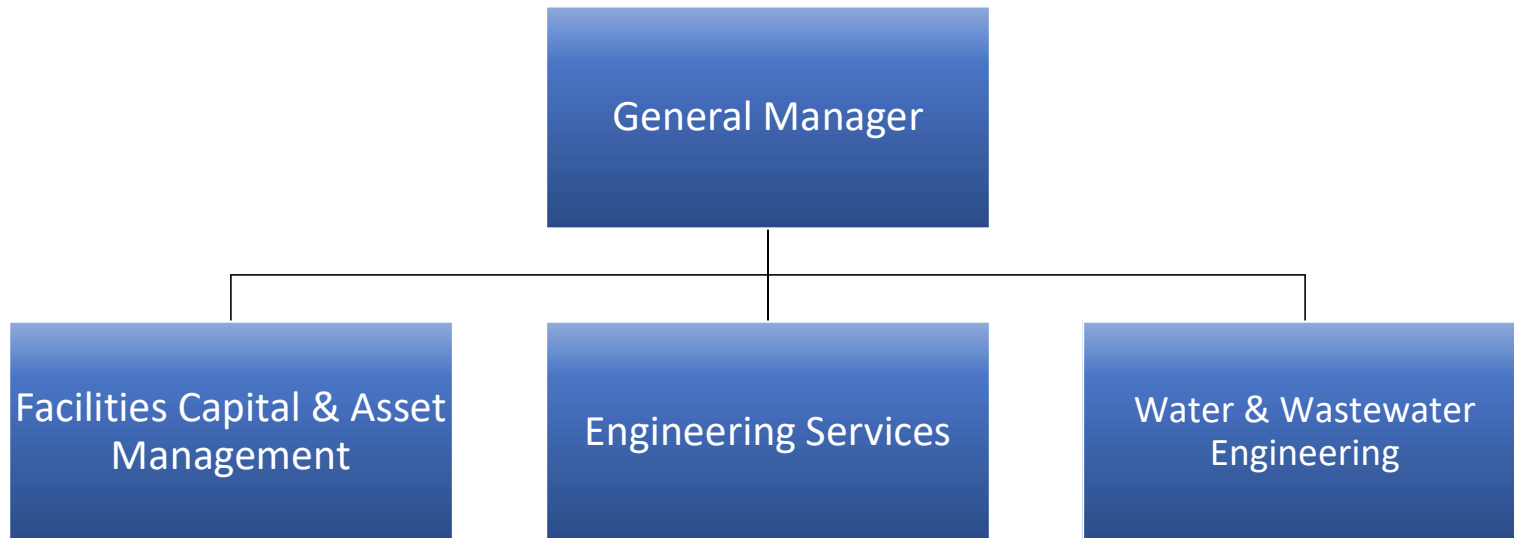 General Manager
Facilities Capital & Asset
Management
Engineering Services
Water & Wastewater
Engineering